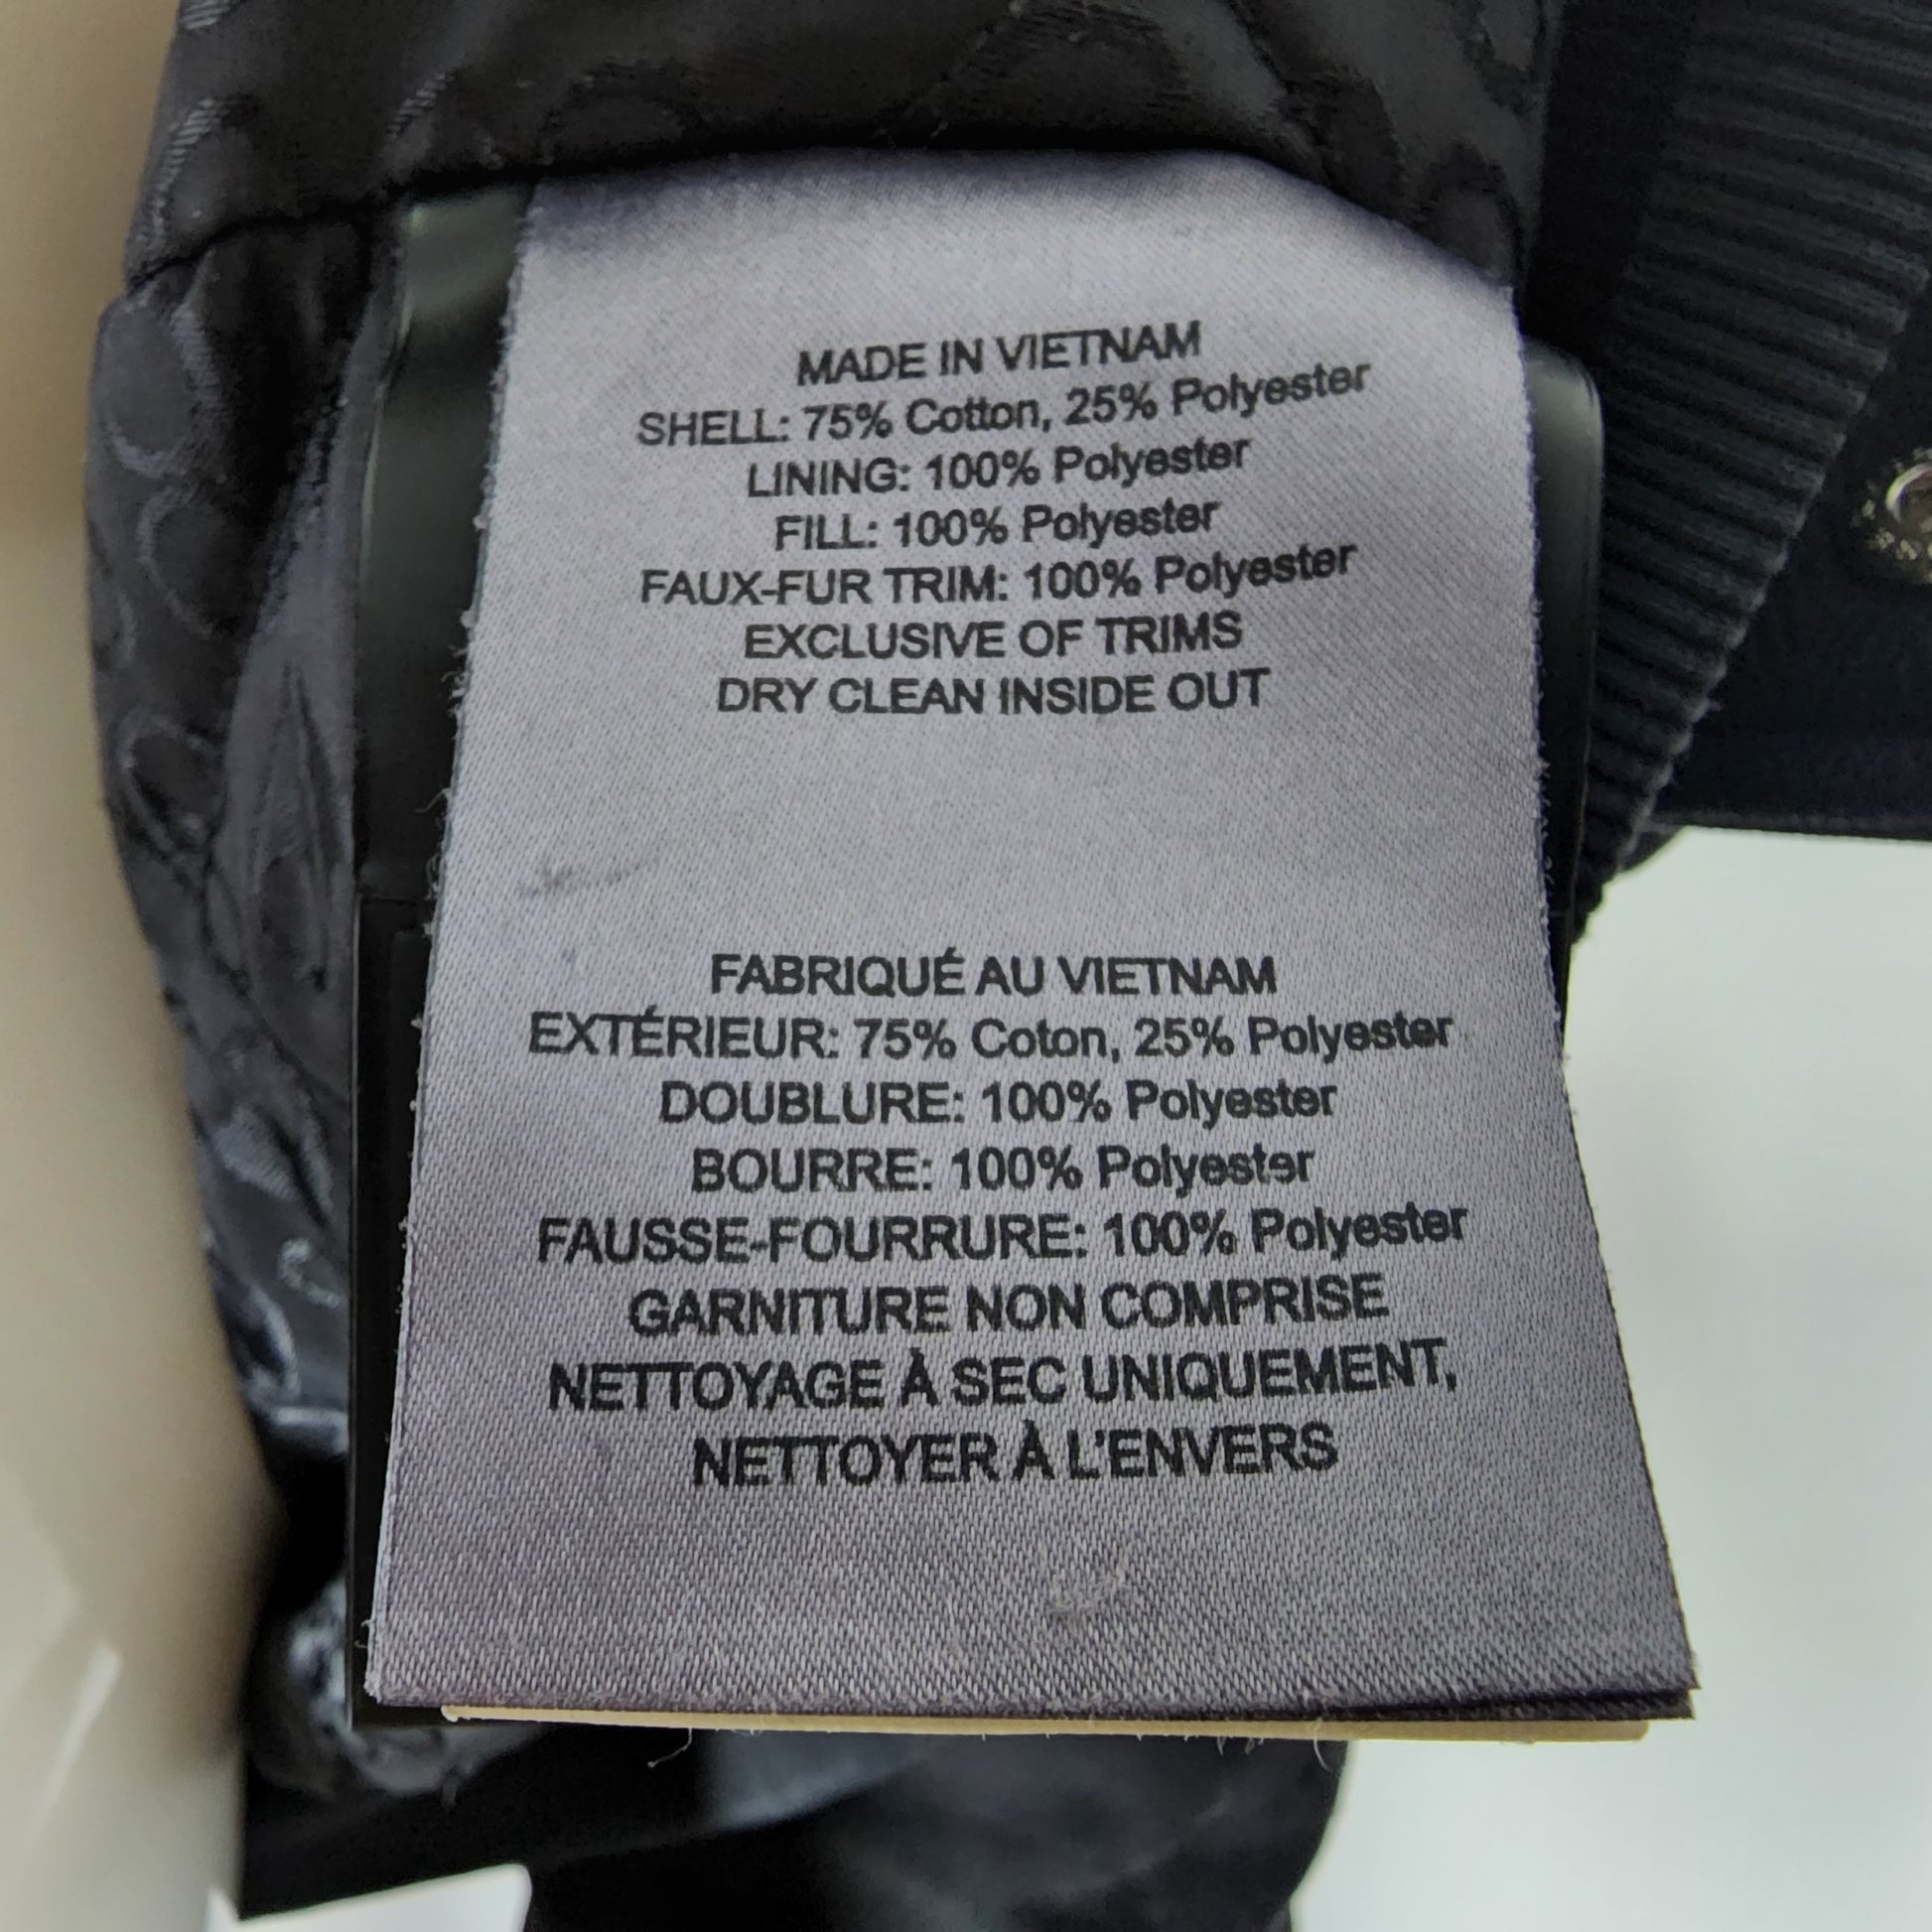 MADE IN VIETNAM
SHELL: 75% Cotton, 25% Polyester
LINING: 100% Polyester
FILL: 100% Polyester
FAUX-FUR TRIM: 100% Polyester
EXCLUSIVE OF TRIMS
DRY CLEAN INSIDE OUT
FABRIQUÉ AU VIETNAM
EXTÉRIEUR: 75% Coton, 25% Polyester
DOUBLURE: 100% Polyester
BOURRE: 100% Polyester
FAUSSE-FOURRURE: 100% Polyester
GARNITURE NON COMPRISE
NETTOYAGE À SEC UNIQUEMENT,
NETTOYER À L'ENVERS